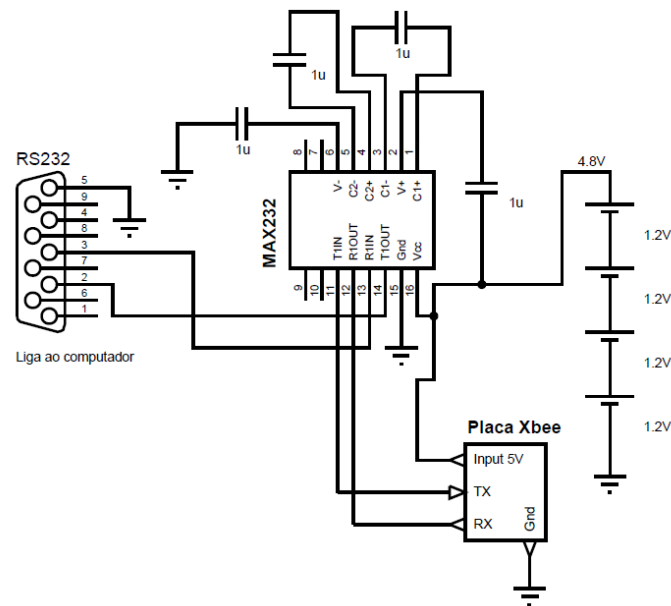 1u
1u
1u
4.8V
RS232
5
9
4
8
3
7
2
6
1
8 7 6 5 4 3 2 1
V- C2- C2+ C1- V+ C1+
MAX232
T1IN R1OUT R1IN T1OUT Gnd Vcc
9 10 11 12 13 14 15 16
1u
1.2V
1.2V
1.2V
1.2V
Liga ao computador
Placa Xbee
Input 5V
TX
RX
Gnd